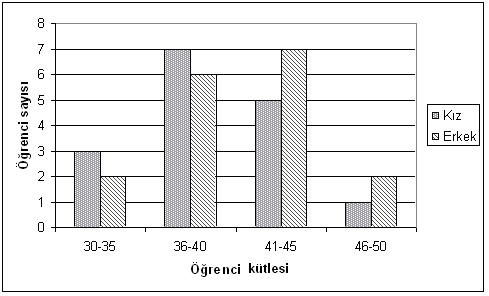 8
7
6
5
4
3
2
1
0
Öğrenci sayısı
30-35 36-40 41-45 46-50
Öğrenci kütlesi
Kız
Erkek